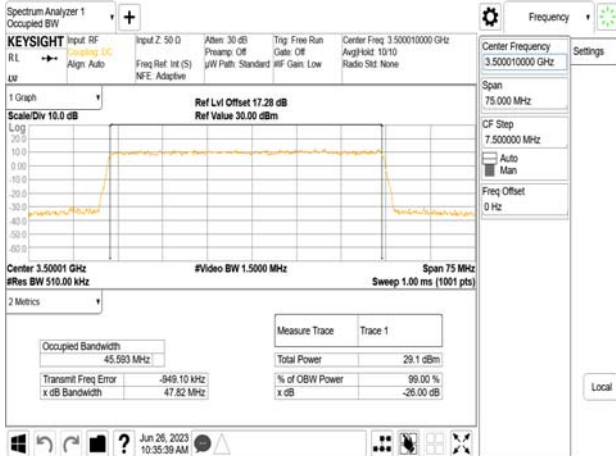 Spectrum Analyzer 1
Occupied BW
+
Frequency
KEYSIGHT
Input: RF
Coupling: DC
Align: Auto
Input Z: 50 Ω
Freq Ref: Int (S)
NFE: Adaptive
Atten: 30 dB
Preamp: Off
µW Path: Standard
Trig: Free Run
Gate: Off
#IF Gain: Low
Center Freq: 3.500010000 GHz
Avg|Hold: 10/10
Radio Std: None
RL
Center Frequency
3.500010000 GHz
Settings
Span
75.000 MHz
CF Step
7.500000 MHz
Auto
Man
Freq Offset
0 Hz
Local
1 Graph
Scale/Div 10.0 dB
Ref Lvl Offset 17.28 dB
Ref Value 30.00 dBm
Log
20.0
10.0
0.00
-10.0
-20.0
-30.0
-40.0
-50.0
-60.0
Center 3.50001 GHz
#Res BW 510.00 kHz
#Video BW 1.5000 MHz
Span 75 MHz
Sweep 1.00 ms (1001 pts)
2 Metrics
Measure Trace
Trace 1
Occupied Bandwidth
45.593 MHz
Total Power
29.1 dBm
Transmit Freq Error
-949.10 kHz
% of OBW Power
99.00 %
x dB Bandwidth
47.82 MHz
x dB
-26.00 dB
?
Jun 26, 2023
10:35:39 AM